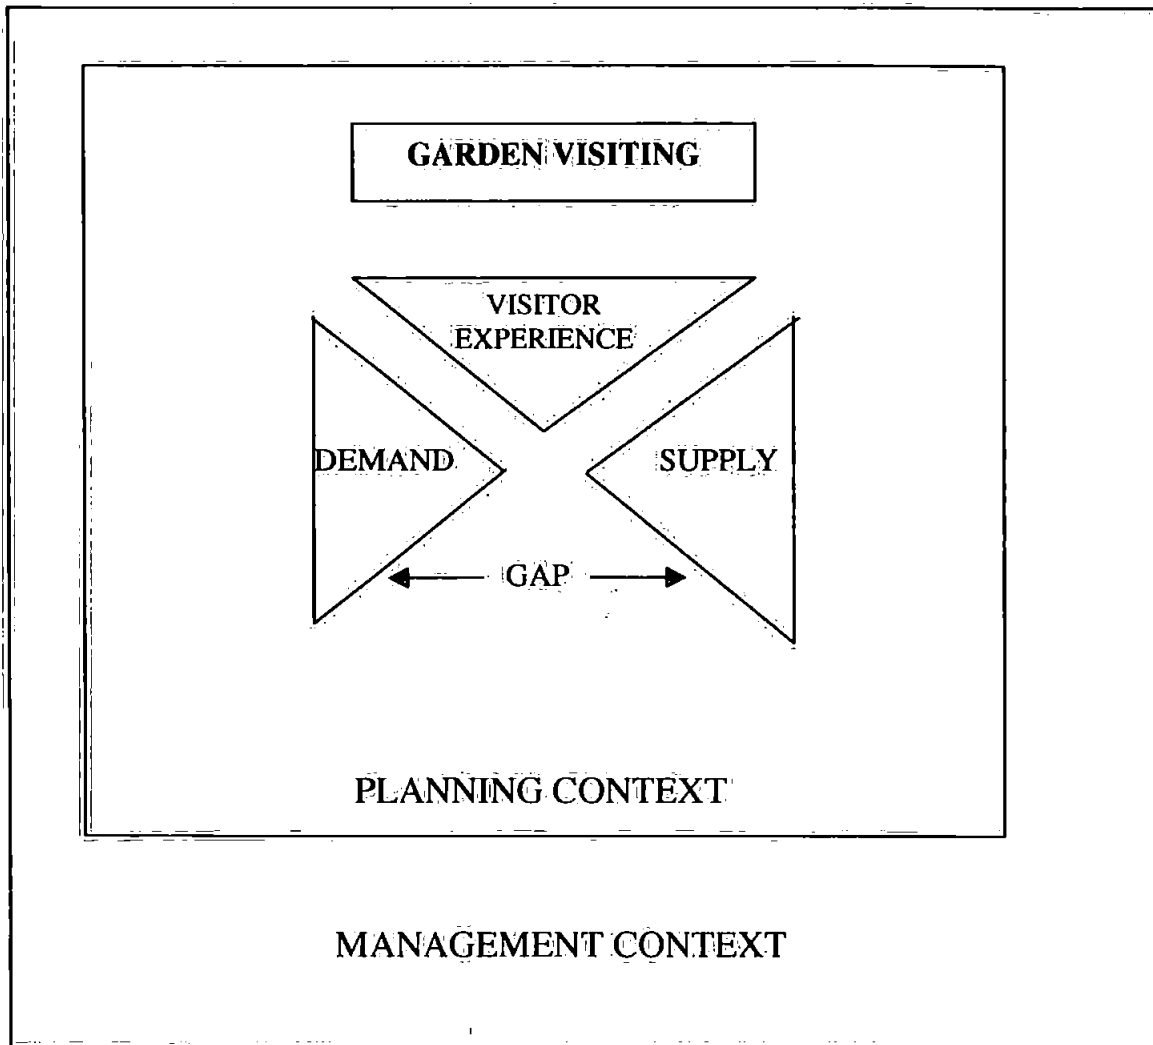 GARDEN VISITING
VISITOR
EXPERIENCE
DEMAND
SUPPLY
GAP
PLANNING CONTEXT
MANAGEMENT CONTEXT